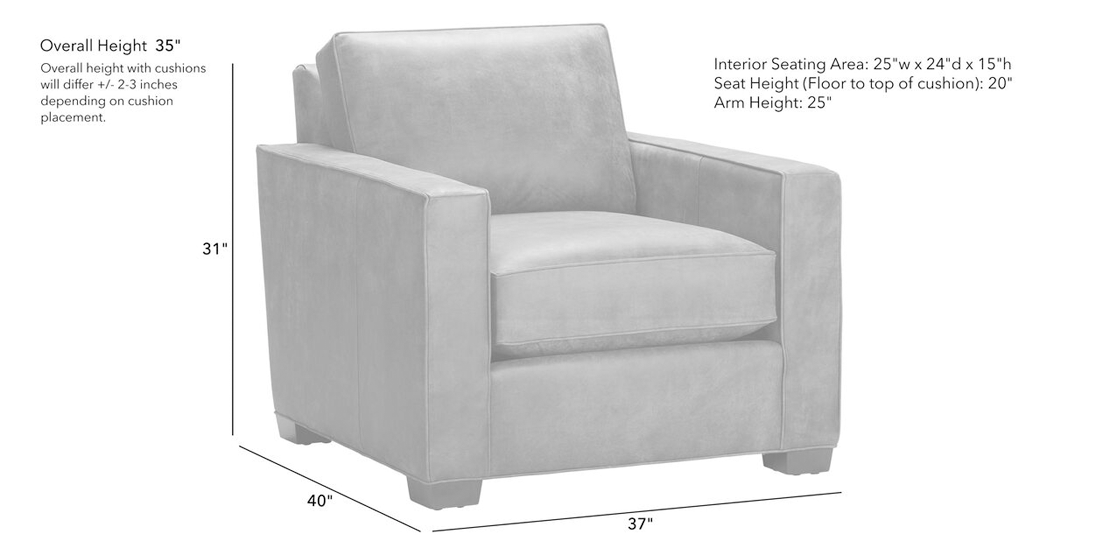 Overall Height 35"
Overall height with cushions
will differ +/- 2-3 inches
depending on cushion
placement.
Interior Seating Area: 25"w x 24"d x 15"h
Seat Height (Floor to top of cushion): 20"
Arm Height: 25"
31"
40"
37"